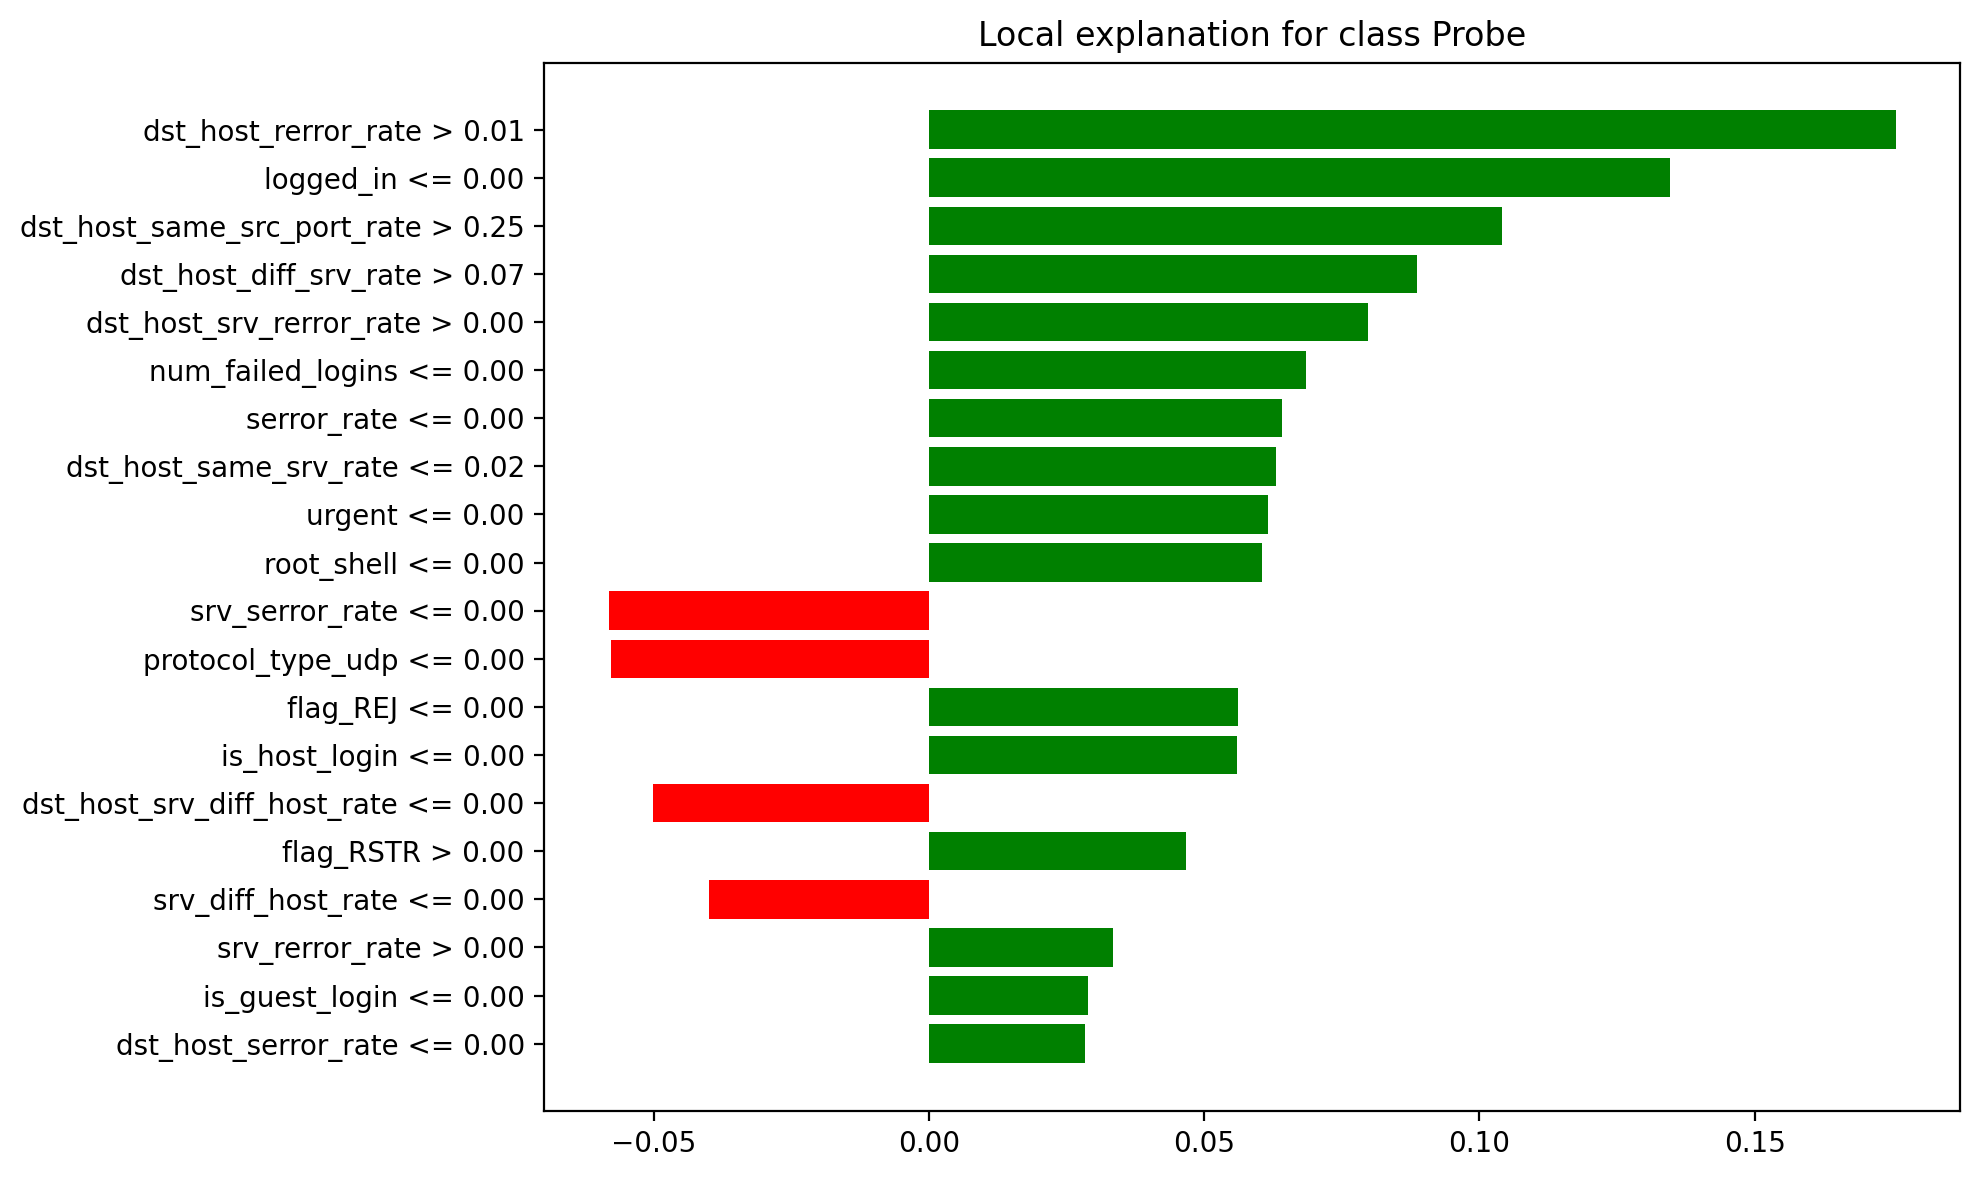 Local explanation for class Probe
dst_host_rerror_rate > 0.01
logged_in <= 0.00
dst_host_same_src_port_rate > 0.25
dst_host_diff_srv_rate > 0.07
dst_host_srv_rerror_rate > 0.00
num_failed_logins <= 0.00
serror_rate <= 0.00
dst_host_same_srv_rate <= 0.02
urgent <= 0.00
root_shell <= 0.00
srv_serror_rate <= 0.00
protocol_type_udp <= 0.00
flag_REJ <= 0.00
is_host_login <= 0.00
dst_host_srv_diff_host_rate <= 0.00
flag_RSTR > 0.00
srv_diff_host_rate <= 0.00
srv_rerror_rate > 0.00
is_guest_login <= 0.00
dst_host_serror_rate <= 0.00
−0.05 0.00 0.05 0.10 0.15